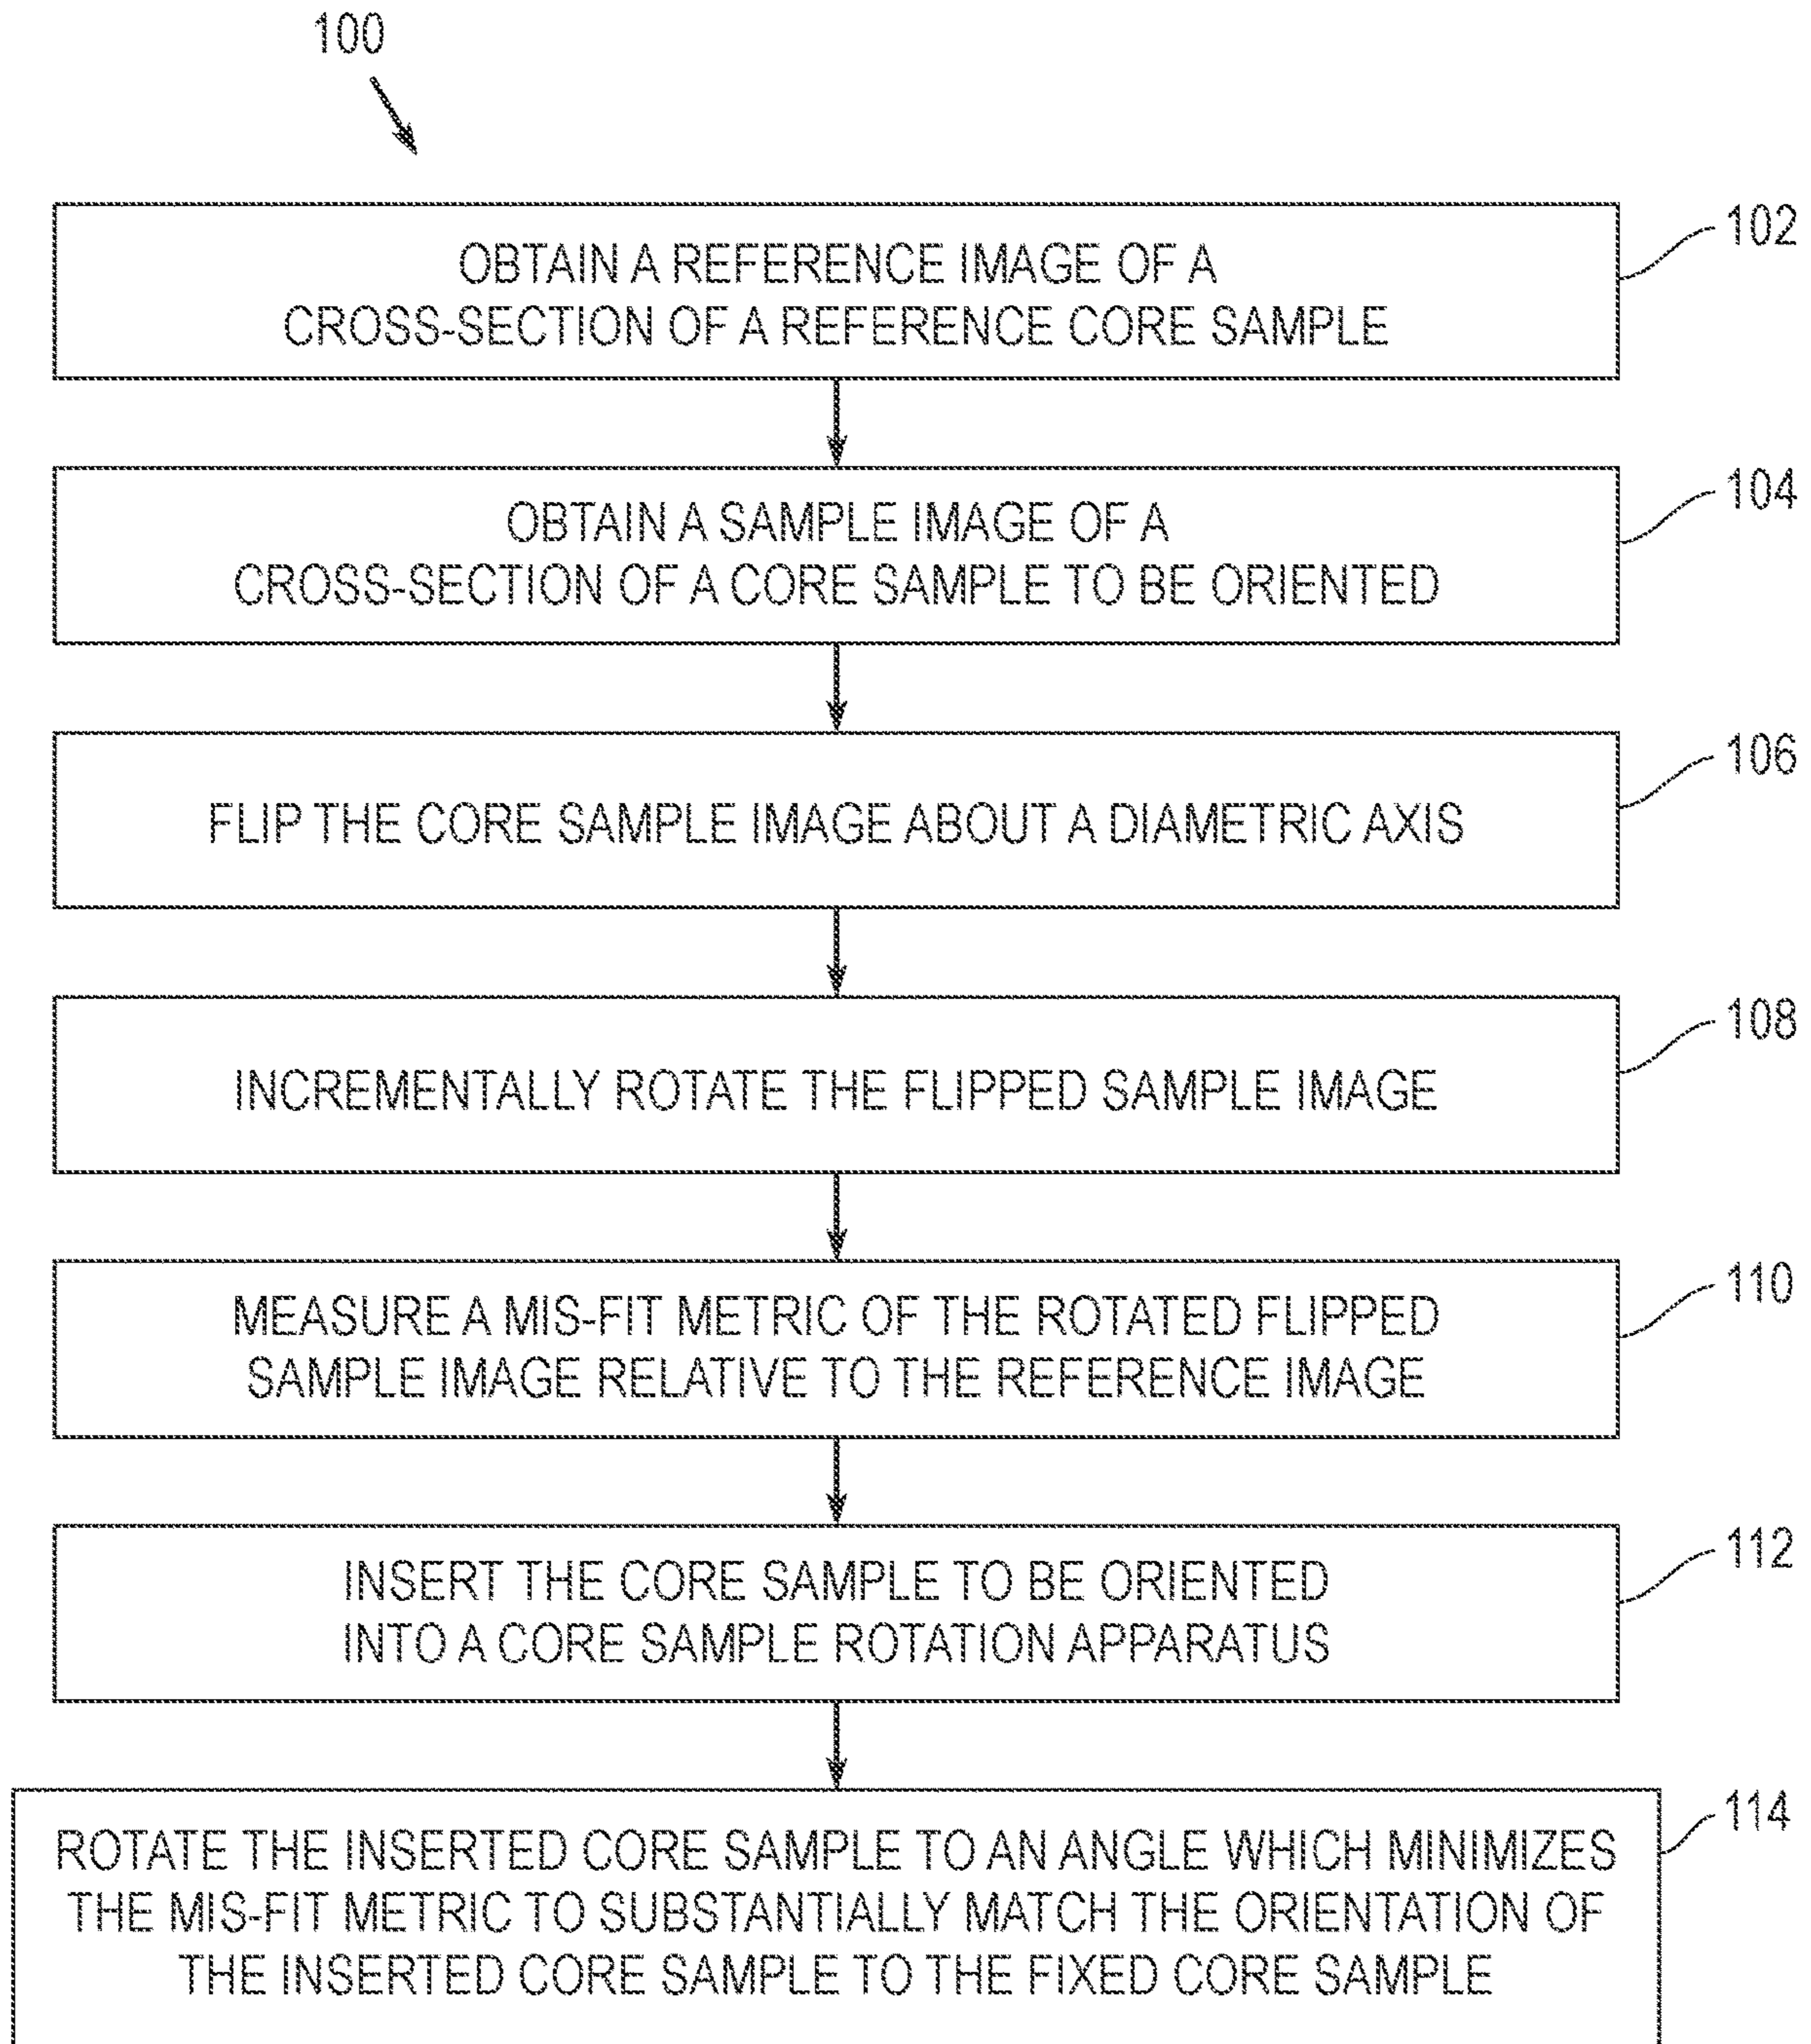 100
OBTAIN A REFERENCE IMAGE OF A
CROSS-SECTION OF A REFERENCE CORE SAMPLE
102
OBTAIN A SAMPLE IMAGE OF A
CROSS-SECTION OF A CORE SAMPLE TO BE ORIENTED
104
FLIP THE CORE SAMPLE IMAGE ABOUT A DIAMETRIC AXIS
106
INCREMENTALLY ROTATE THE FLIPPED SAMPLE IMAGE
108
MEASURE A MIS-FIT METRIC OF THE ROTATED FLIPPED
SAMPLE IMAGE RELATIVE TO THE REFERENCE IMAGE
110
INSERT THE CORE SAMPLE TO BE ORIENTED
INTO A CORE SAMPLE ROTATION APPARATUS
112
ROTATE THE INSERTED CORE SAMPLE TO AN ANGLE WHICH MINIMIZES
THE MIS-FIT METRIC TO SUBSTANTIALLY MATCH THE ORIENTATION OF
THE INSERTED CORE SAMPLE TO THE FIXED CORE SAMPLE
114